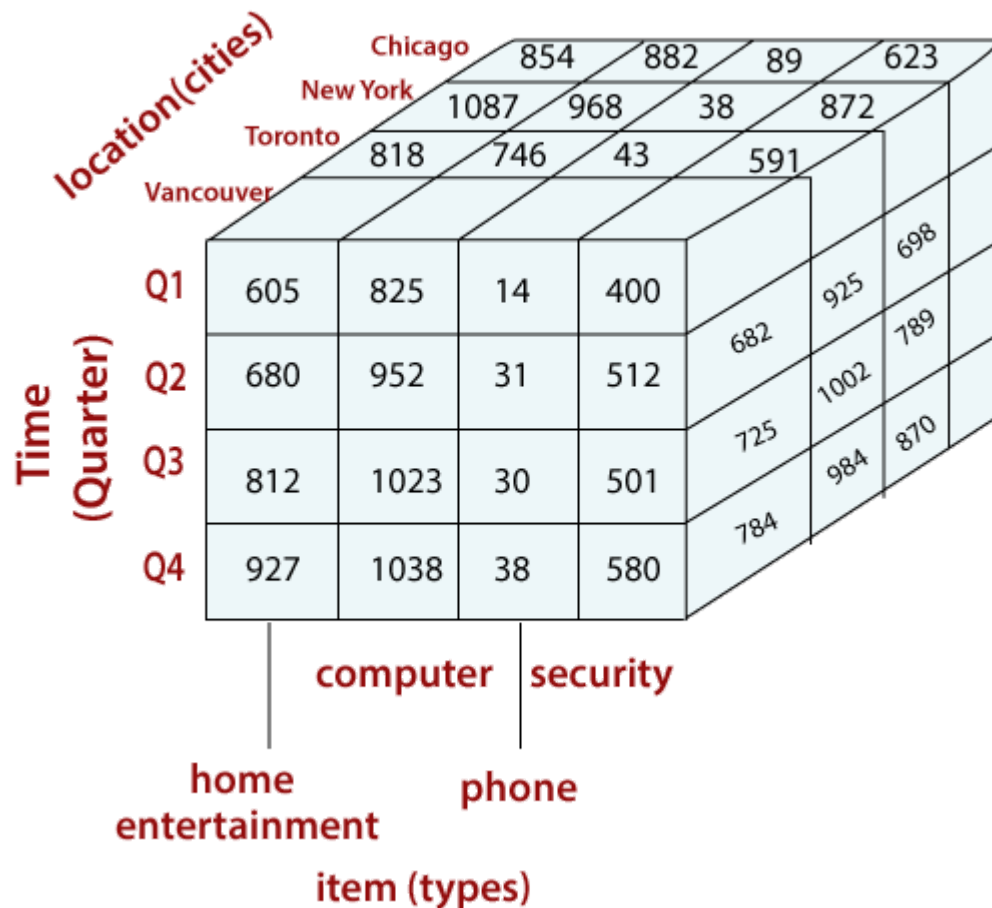 location(cities)
Chicago 854 882 89 623
New York 1087 968 38 872
Toronto 818 746 43 591
Vancouver
Time
(Quarter)
Q1 605 825 14 400
Q2 680 952 31 512
Q3 812 1023 30 501
Q4 927 1038 38 580
682 925 698
725 1002 789
784 984 870
computer security
home
entertainment
phone
item (types)